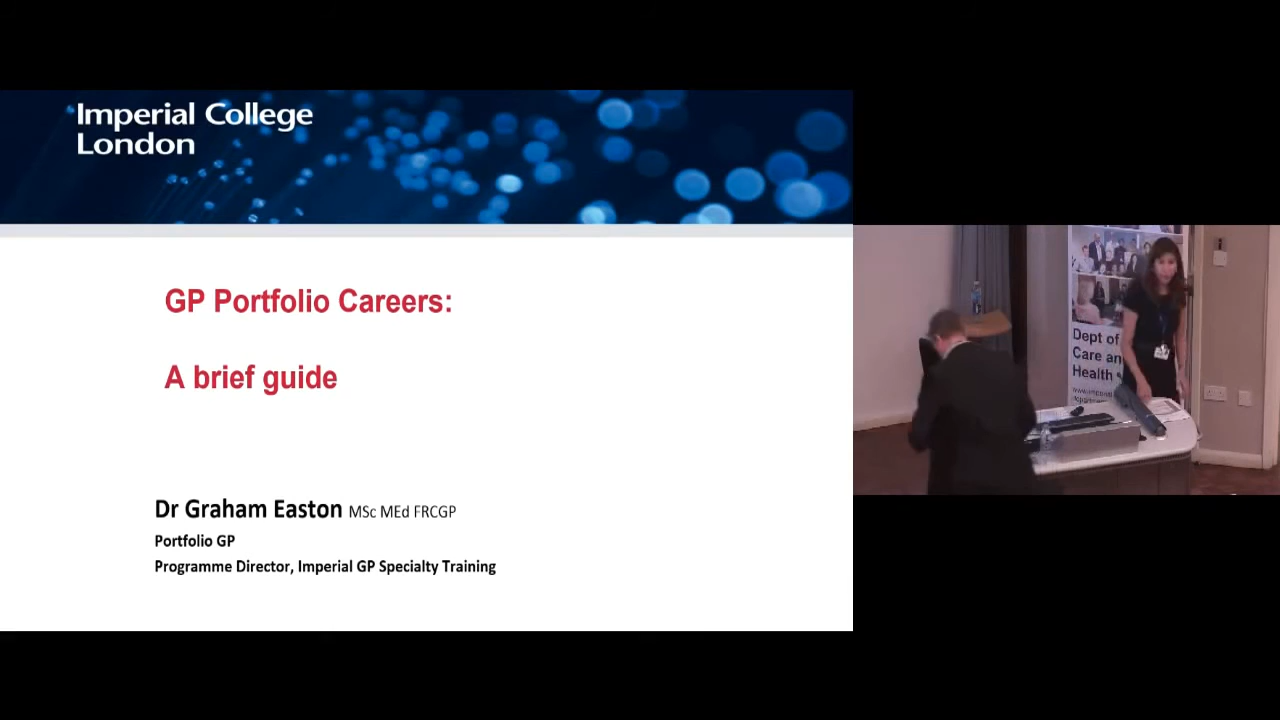 Imperial College
London
GP Portfolio Careers:
A brief guide
Dr Graham Easton MSc MEd FRCGP
Portfolio GP
Programme Director, Imperial GP Specialty Training
Dept of
Care an
Health